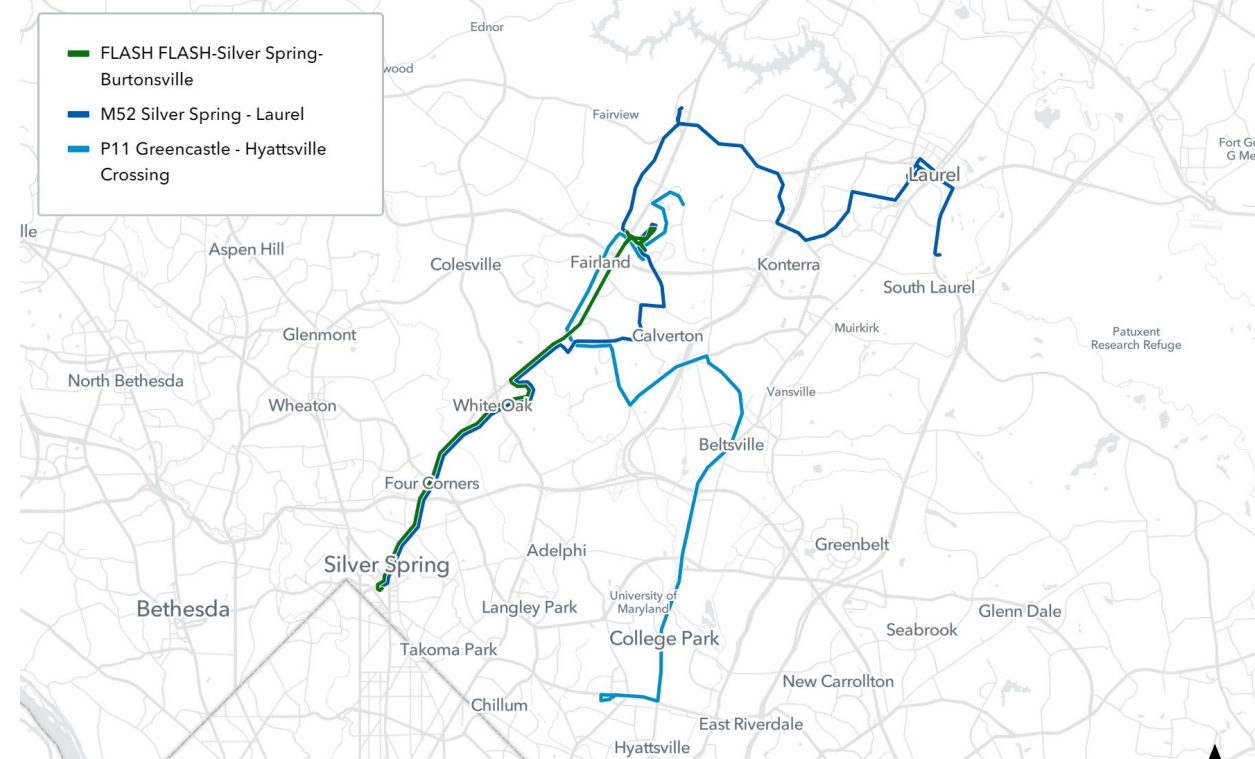 FLASH FLASH-Silver Spring-
Burtonsville
M52 Silver Spring - Laurel
P11 Greencastle - Hyattsville
Crossing
Ednor
wood
Fairview
Fort Ge
G Me
Laurel
lle
Aspen Hill
Colesville
Fairland
Konterra
South Laurel
Glenmont
Calverton
Muirkirk
Patuxent
Research Refuge
North Bethesda
Wheaton
White Oak
Vansville
Beltsville
Four Corners
Silver Spring
Adelphi
Greenbelt
Bethesda
Langley Park
University of
Maryland
Glenn Dale
College Park
Seabrook
Takoma Park
New Carrollton
Chillum
East Riverdale
Hyattsville